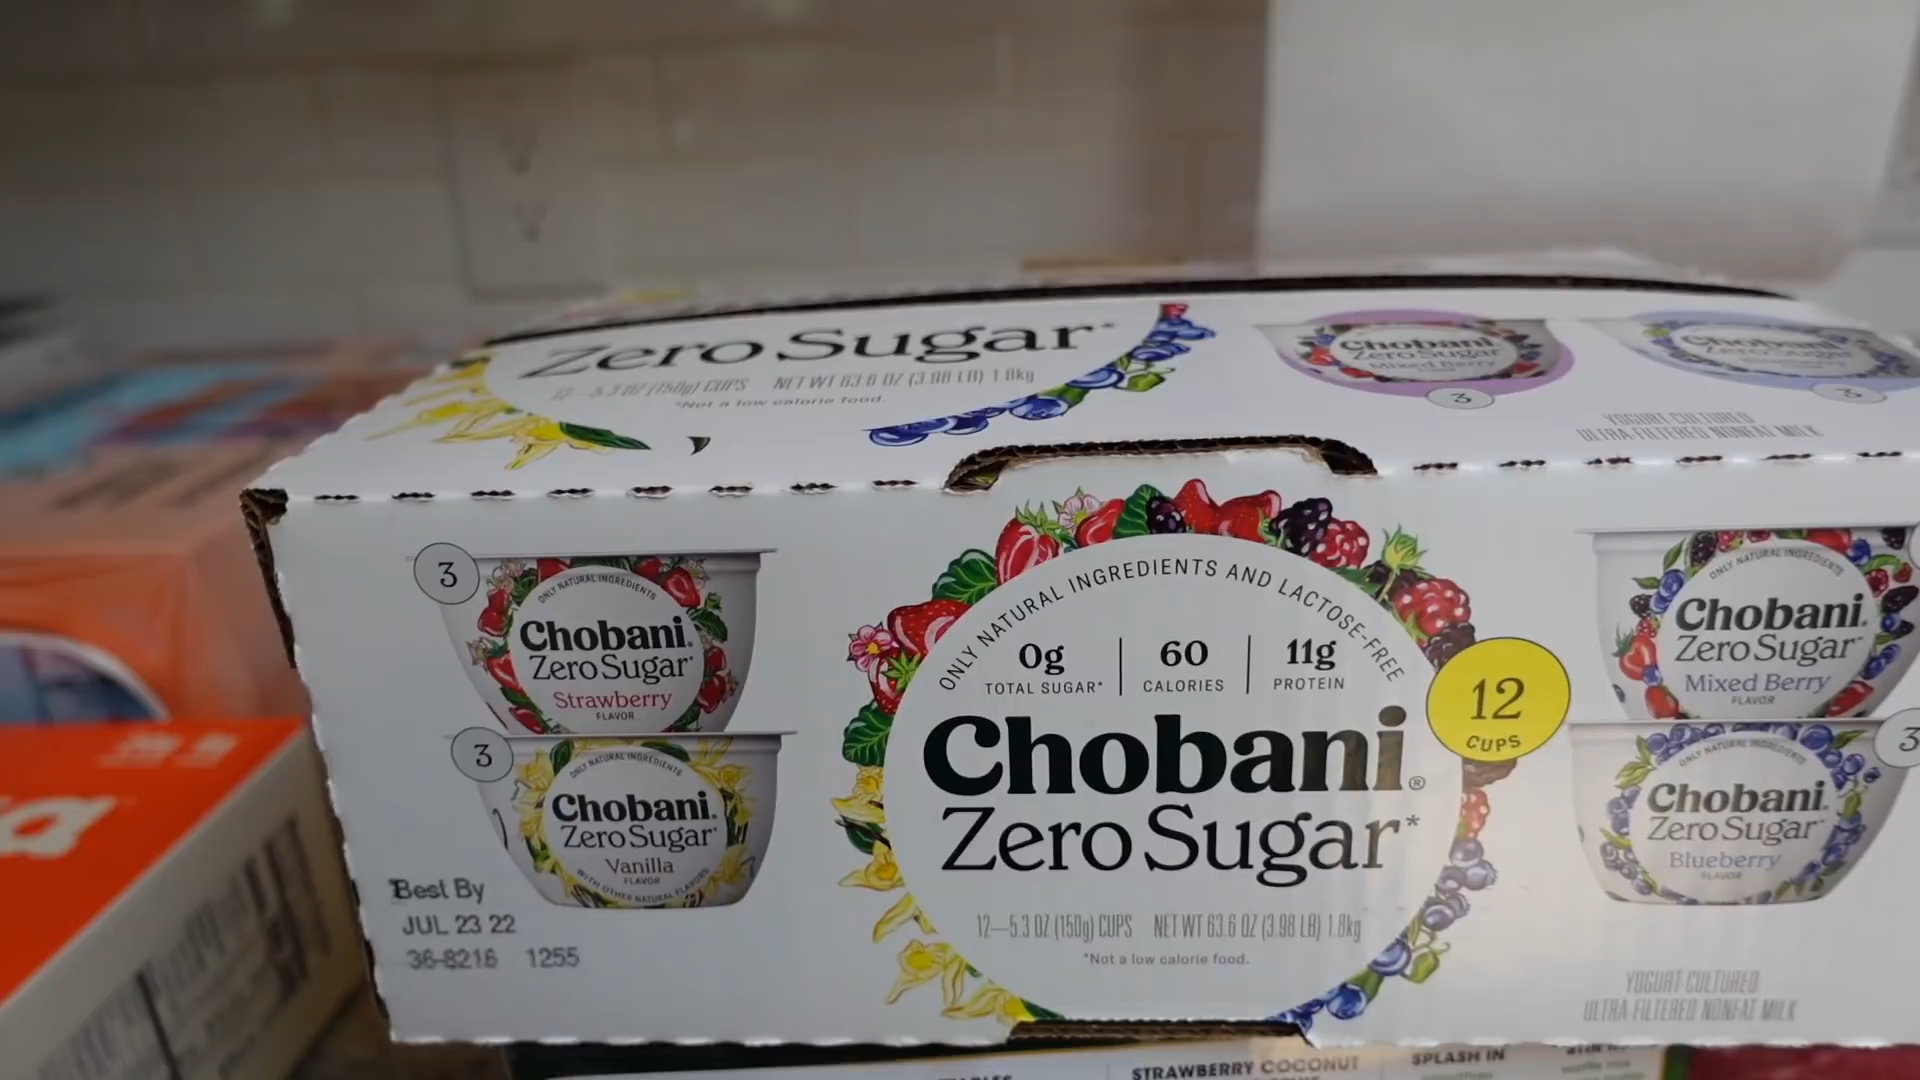 Zero Sugar*
12—5.3 OZ (150g) CUPS NET WT 63.6 OZ (3.98 LB) 1.8kg
*Not a low calorie food.
Chobani
Zero Sugar
Mixed Berry
3
Chobani
3
YOGURT-CULTURED
ULTRA-FILTERED NONFAT MILK
3
ONLY NATURAL INGREDIENTS
Chobani.
Zero Sugar*
Strawberry
FLAVOR
3
ONLY NATURAL INGREDIENTS
Chobani.
Zero Sugar*
Vanilla
FLAVOR
WITH OTHER NATURAL FLAVORS
Best By
JUL 23 22
36-8216 1255
ONLY NATURAL INGREDIENTS AND LACTOSE-FREE
0g
TOTAL SUGAR*
60
CALORIES
11g
PROTEIN
Chobani®
Zero Sugar*
12—5.3 OZ (150g) CUPS NET WT 63.6 OZ (3.98 LB) 1.8kg
*Not a low calorie food.
12
CUPS
ONLY NATURAL INGREDIENTS
Chobani.
Zero Sugar*
Mixed Berry
FLAVOR
3
ONLY NATURAL INGREDIENTS
Chobani.
Zero Sugar*
Blueberry
FLAVOR
YOGURT-CULTURED
ULTRA-FILTERED NONFAT MILK
STRAWBERRY COCONUT
SPLASH IN